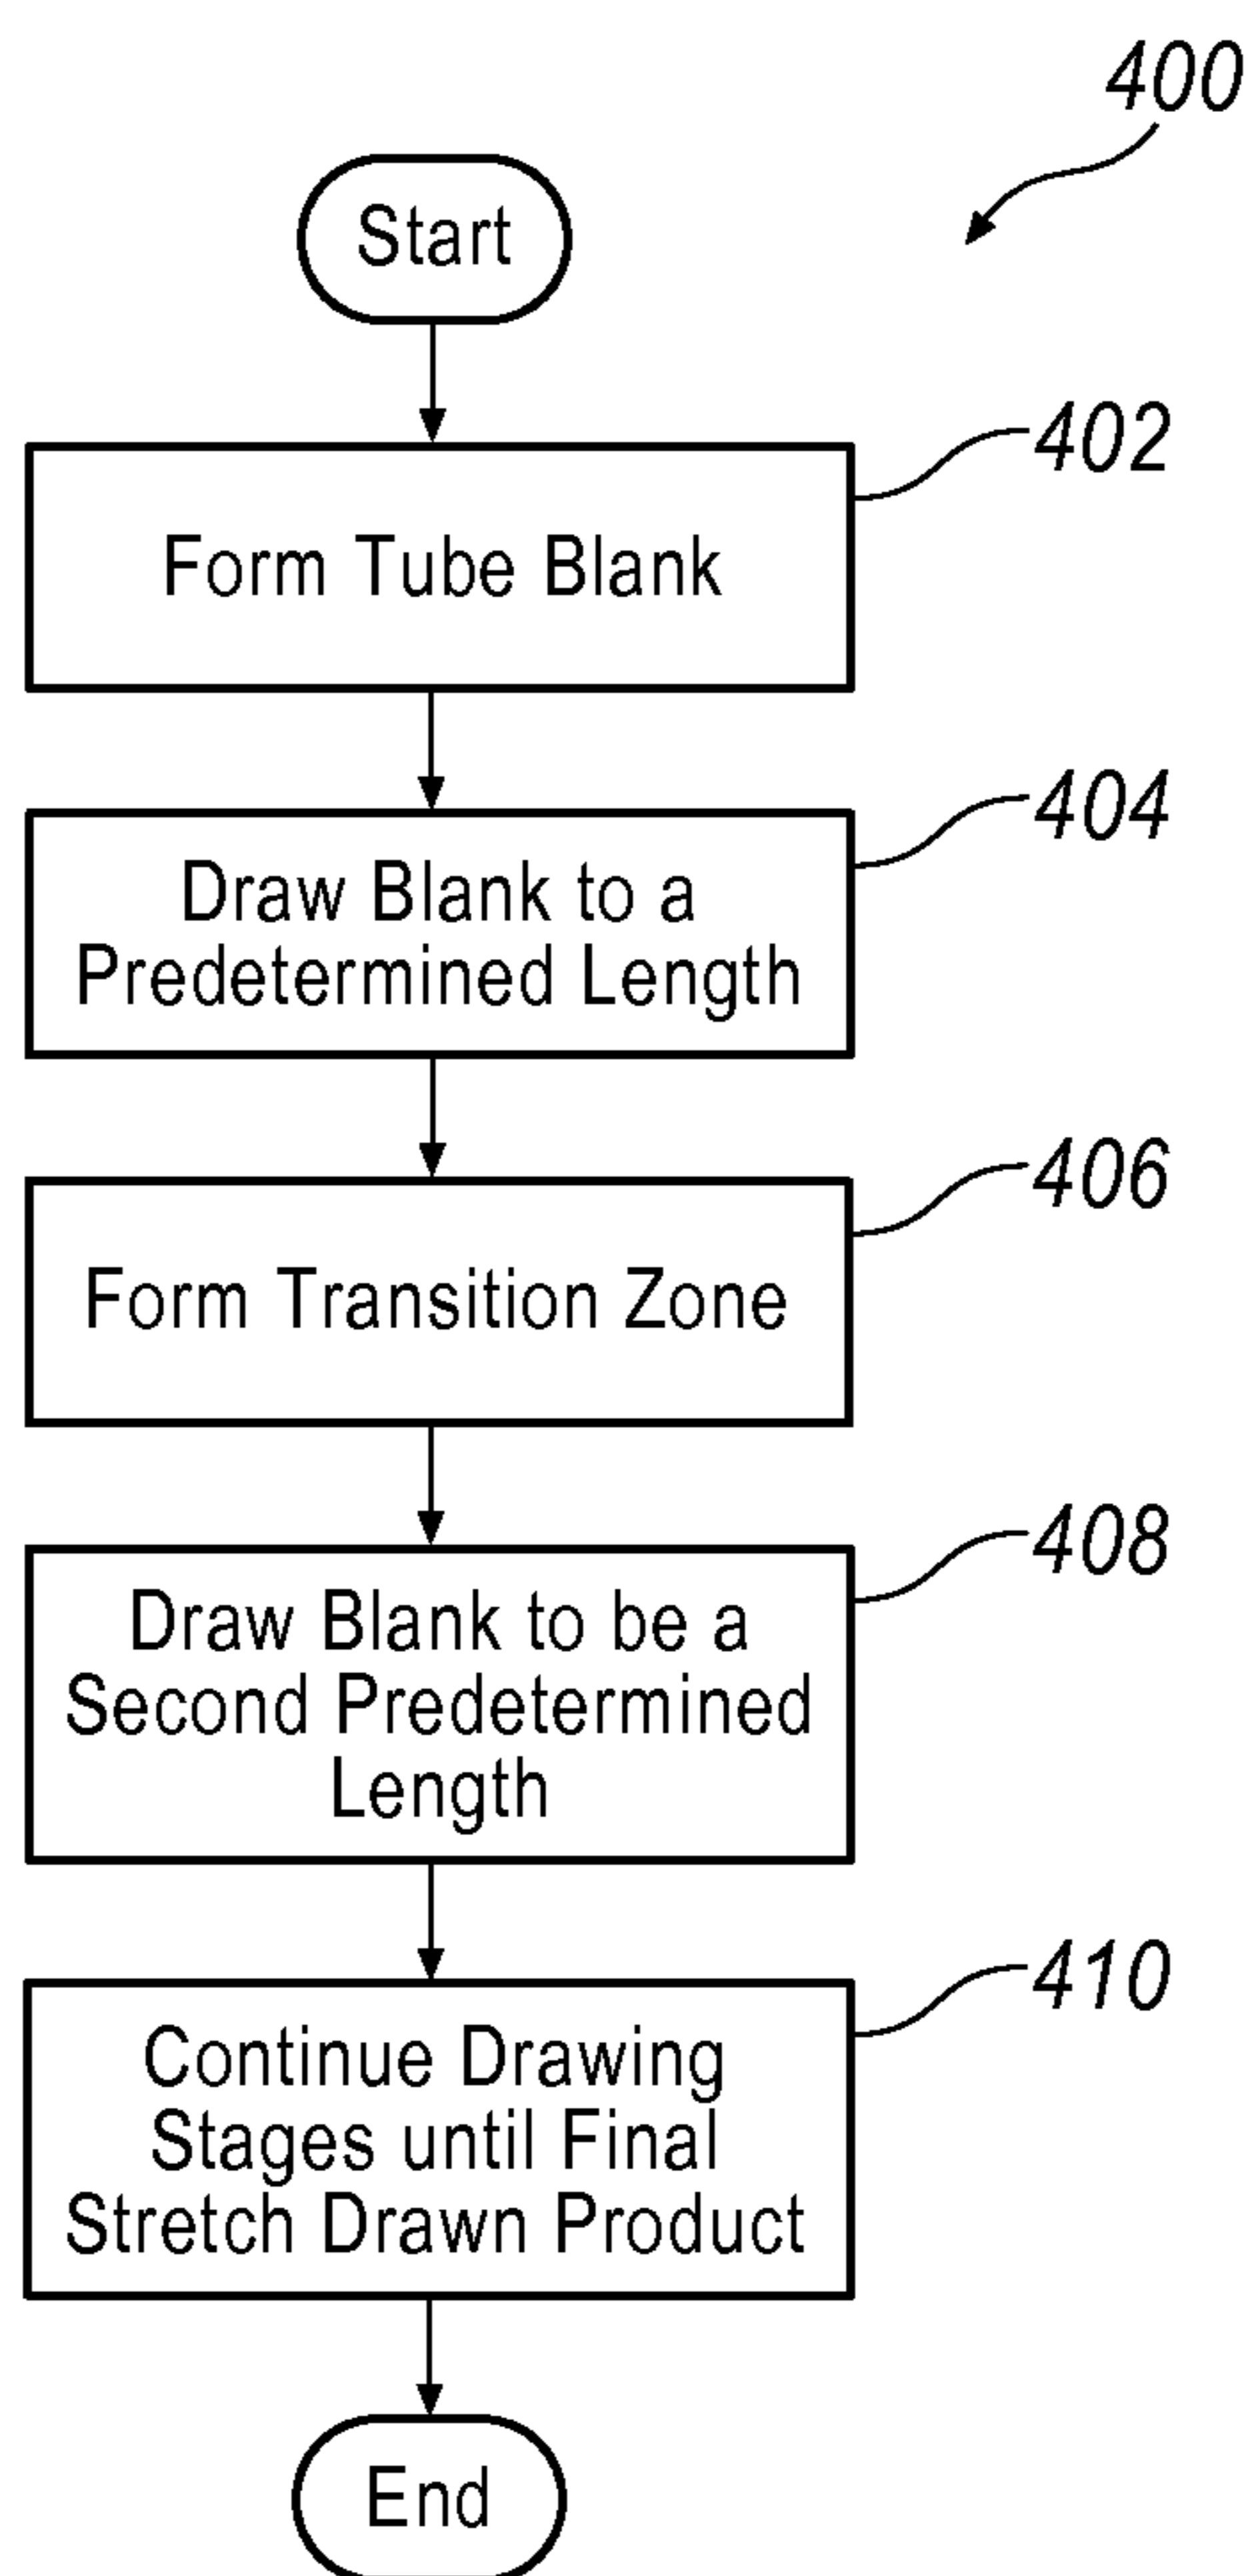 400
Start
402
Form Tube Blank
404
Draw Blank to a
Predetermined Length
406
Form Transition Zone
408
Draw Blank to be a
Second Predetermined
Length
410
Continue Drawing
Stages until Final
Stretch Drawn Product
End